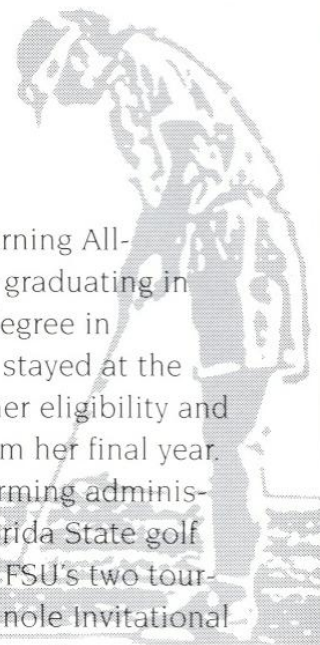 rning All-
graduating in
egree in
stayed at the
er eligibility and
m her final year.
rming adminis-
rida State golf
FSU's two tour-
nole Invitational